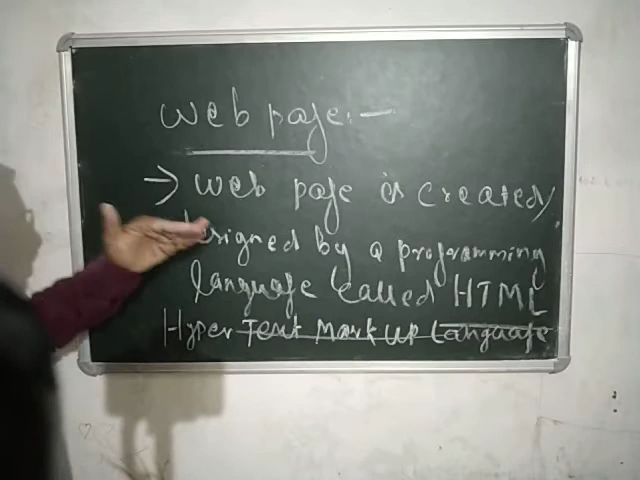 Web page:-
→ Web page is created/
designed by a programming
language called HTML
Hyper Text Mark up Language